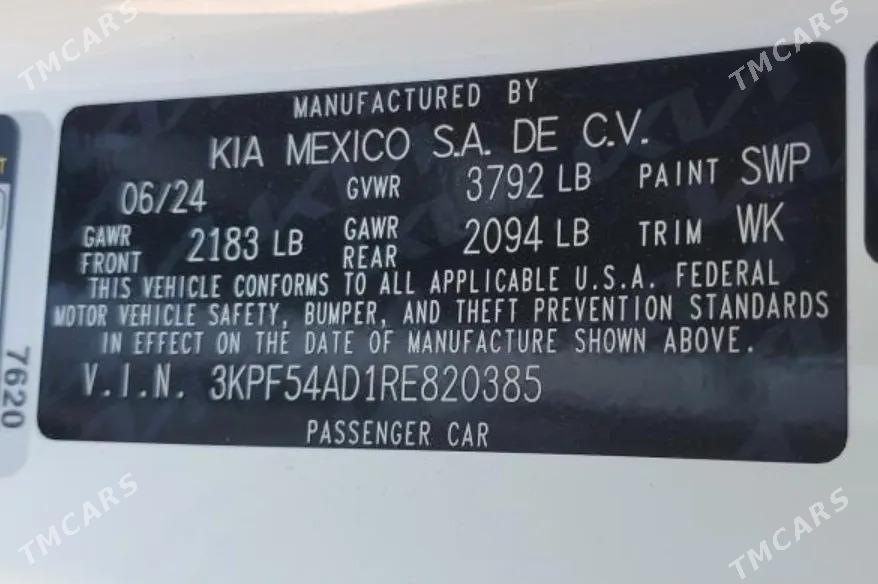 TMCARS
TMCARS
MANUFACTURED BY
KIA MEXICO S.A. DE C.V.
06/24 GVWR 3792 LB PAINT SWP
GAWR FRONT 2183 LB GAWR REAR 2094 LB TRIM WK
THIS VEHICLE CONFORMS TO ALL APPLICABLE U.S.A. FEDERAL
MOTOR VEHICLE SAFETY, BUMPER, AND THEFT PREVENTION STANDARDS
IN EFFECT ON THE DATE OF MANUFACTURE SHOWN ABOVE.
V.I.N. 3KPF54AD1RE820385
PASSENGER CAR
7620
TMCARS
TMCARS